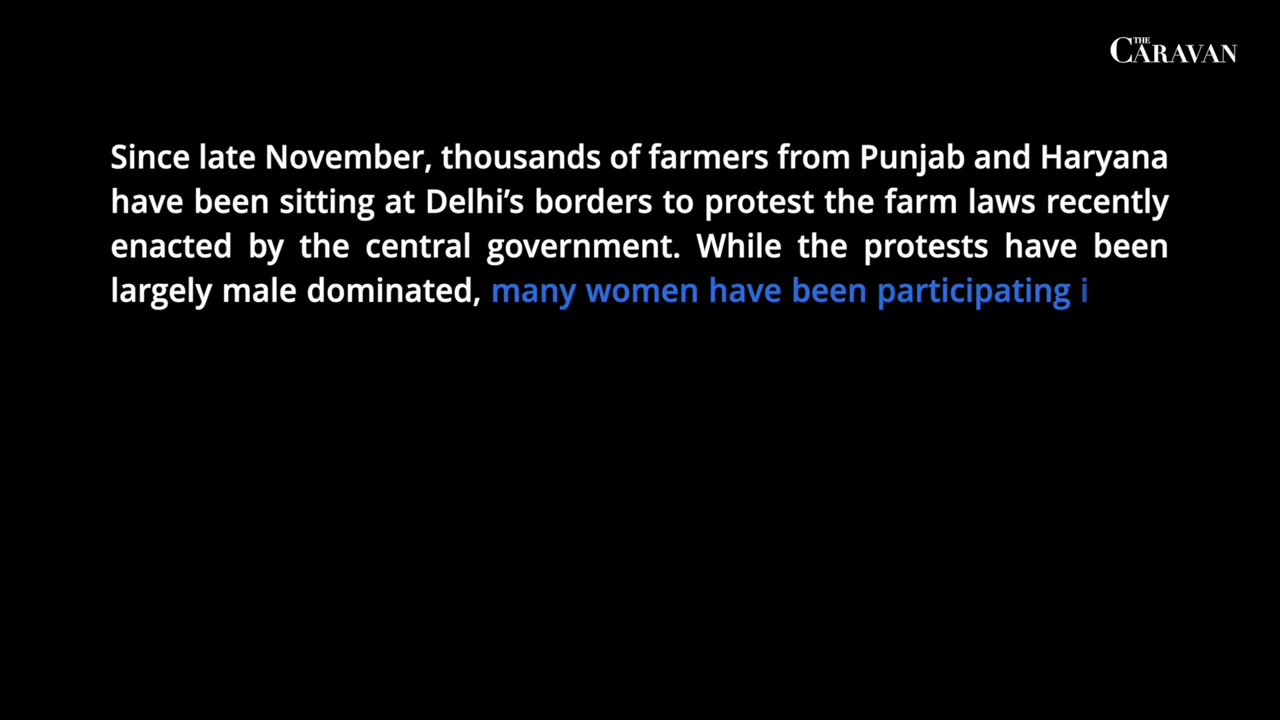 THE
CARAVAN
Since late November, thousands of farmers from Punjab and Haryana
have been sitting at Delhi’s borders to protest the farm laws recently
enacted by the central government. While the protests have been
largely male dominated, many women have been participating i